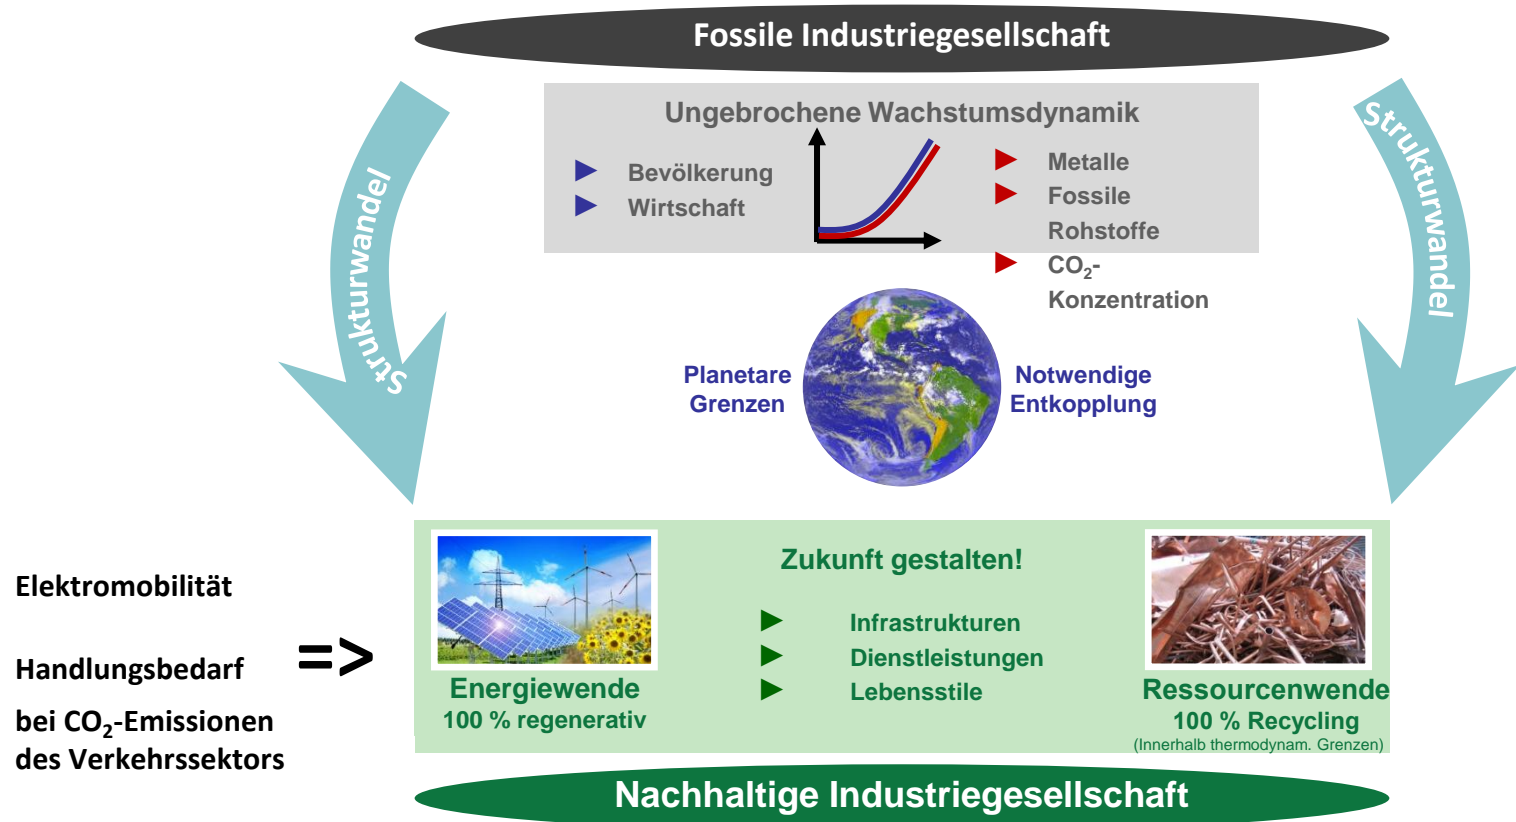 Fossile Industriegesellschaft
Strukturwandel
Strukturwandel
Ungebrochene Wachstumsdynamik
Bevölkerung
Wirtschaft
Metalle
Fossile
Rohstoffe
CO₂-
Konzentration
Planetare
Grenzen
Notwendige
Entkopplung
Elektromobilität
Handlungsbedarf
bei CO₂-Emissionen
des Verkehrssektors
=>
Energiewende
100 % regenerativ
Zukunft gestalten!
Infrastrukturen
Dienstleistungen
Lebensstile
Ressourcenwende
100 % Recycling
(Innerhalb thermodynam. Grenzen)
Nachhaltige Industriegesellschaft